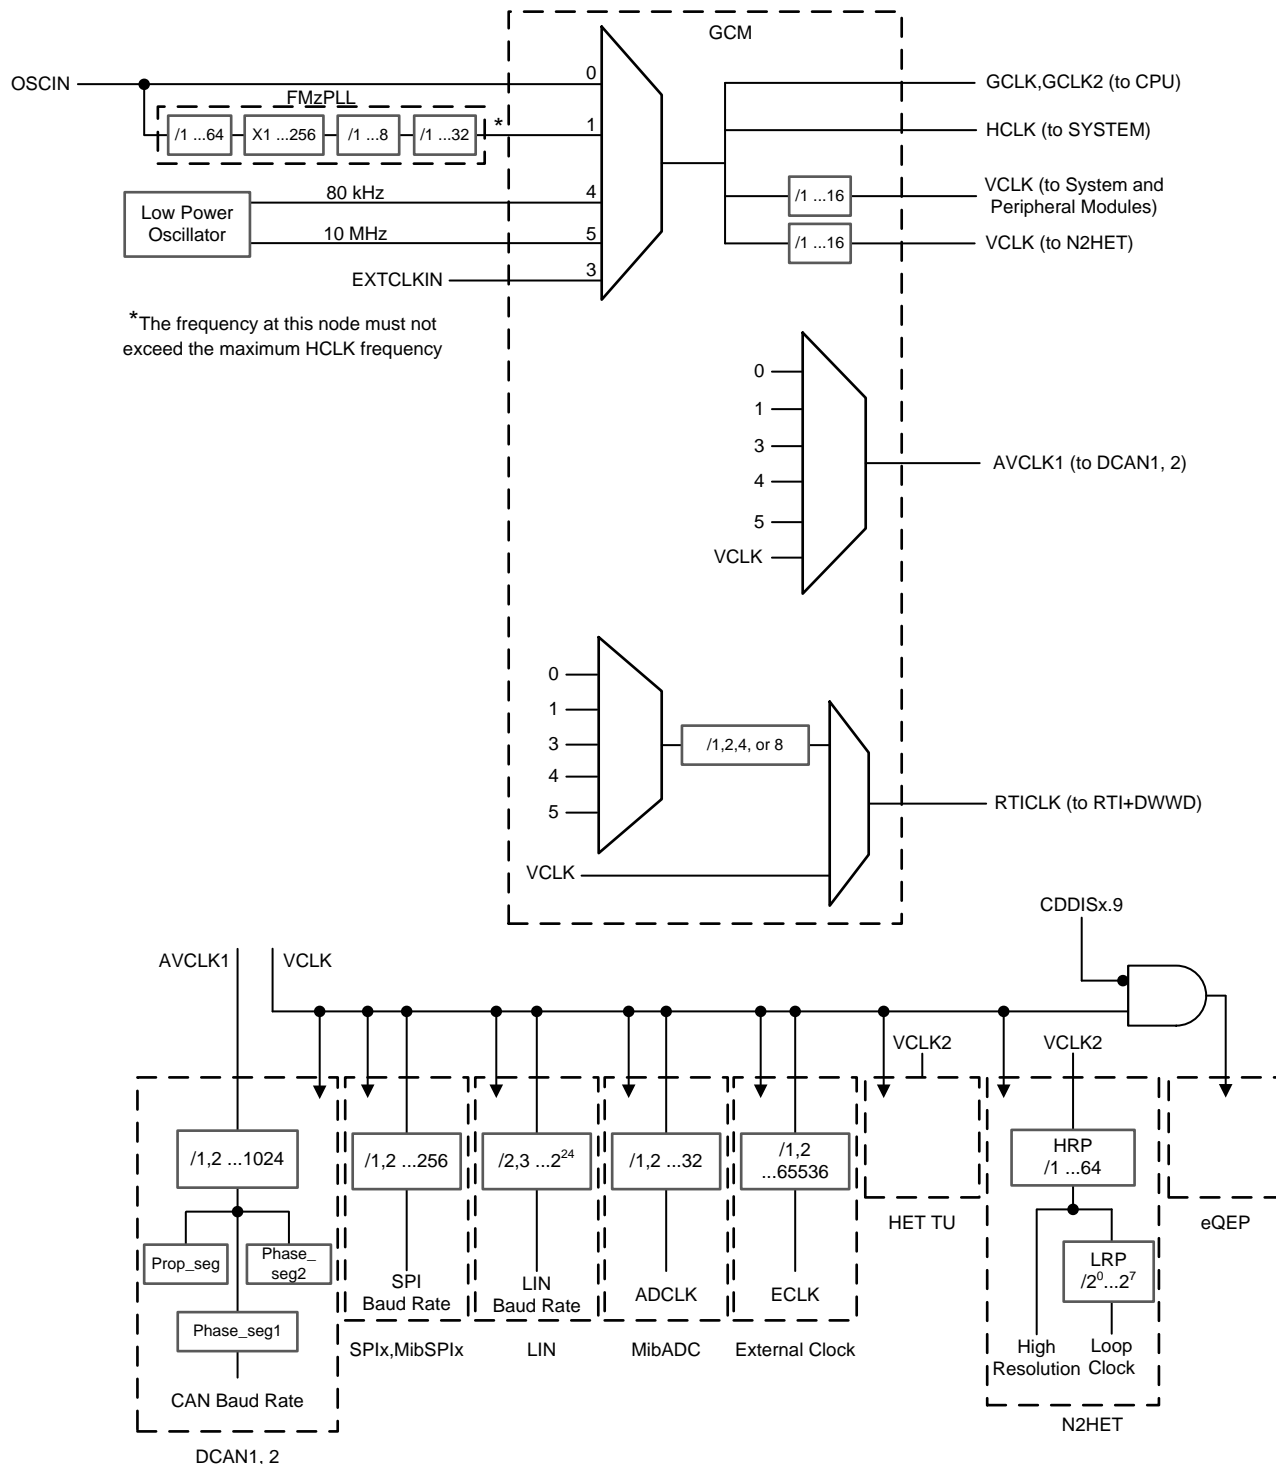 GCM
OSCIN
0
GCLK,GCLK2 (to CPU)
FMzPLL
/1 ...64
X1 ...256
/1 ...8
/1 ...32
*
1
HCLK (to SYSTEM)
Low Power
Oscillator
80 kHz
4
/1 ...16
VCLK (to System and
Peripheral Modules)
10 MHz
5
/1 ...16
VCLK (to N2HET)
EXTCLKIN
3
*The frequency at this node must not
exceed the maximum HCLK frequency
0
1
3
4
5
VCLK
AVCLK1 (to DCAN1, 2)
0
1
3
4
5
/1,2,4, or 8
VCLK
RTICLK (to RTI+DWWD)
CDDISx.9
AVCLK1
VCLK
VCLK2
VCLK2
/1,2 ...1024
/1,2 ...256
/2,3 ...2²⁴
/1,2 ...32
/1,2
...65536
HRP
/1 ...64
HET TU
eQEP
Prop_seg
Phase_
seg2
LRP
/2⁰...2⁷
SPI
Baud Rate
LIN
Baud Rate
ADCLK
ECLK
Phase_seg1
High
Resolution
Loop
Clock
SPIx,MibSPIx
LIN
MibADC
External Clock
CAN Baud Rate
N2HET
DCAN1, 2